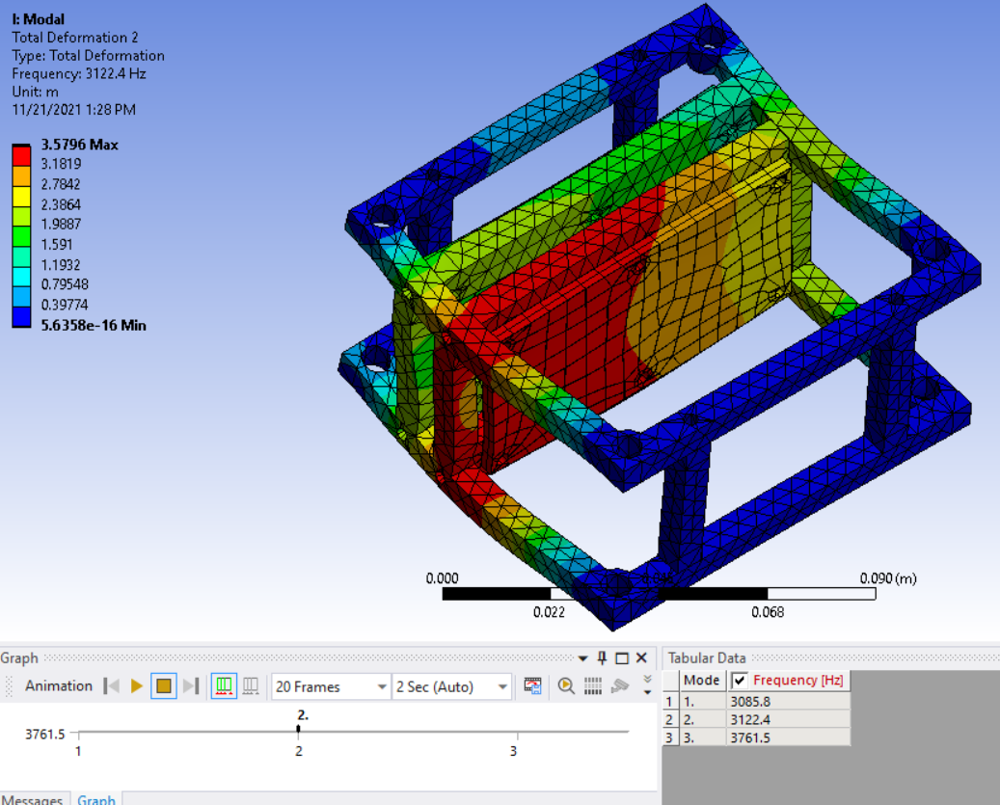 I: Modal
Total Deformation 2
Type: Total Deformation
Frequency: 3122.4 Hz
Unit: m
11/21/2021 1:28 PM
3.5796 Max
3.1819
2.7842
2.3864
1.9887
1.591
1.1932
0.79548
0.39774
5.6358e-16 Min
0.000
0.090 (m)
0.022
0.068
Graph
Animation
20 Frames
2 Sec (Auto)
2.
3761.5
1
2
3
Messages
Graph
Tabular Data
Mode
Frequency [Hz]
1 1. 3085.8
2 2. 3122.4
3 3. 3761.5